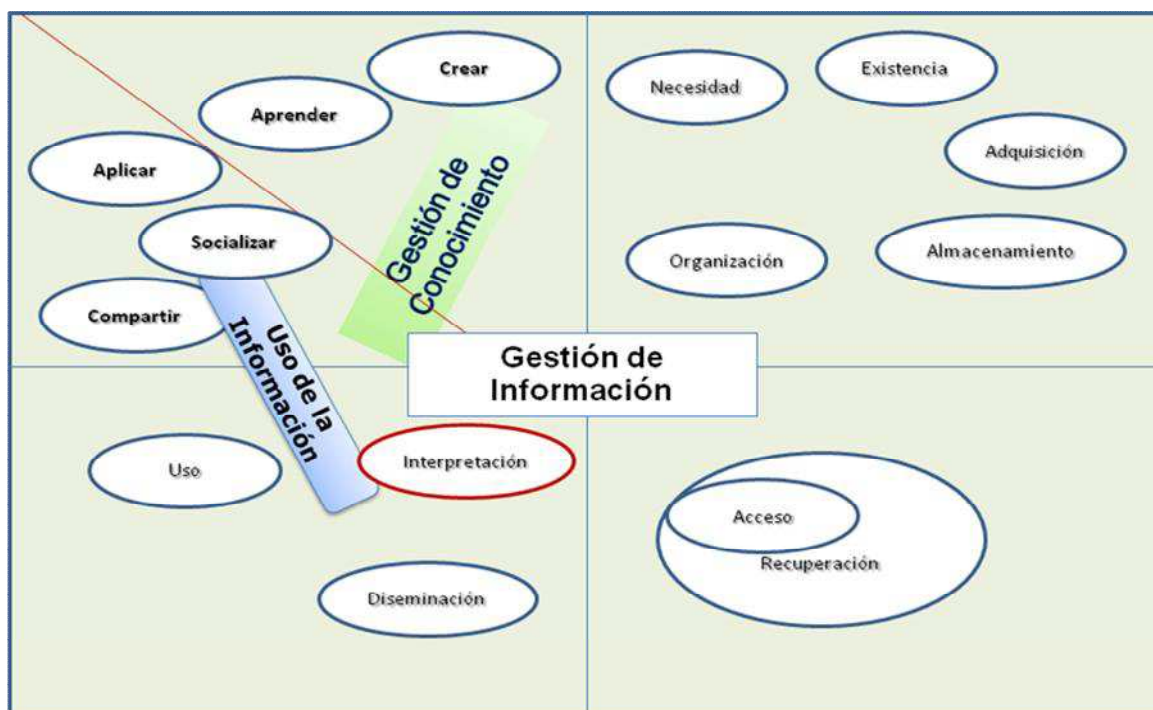 Crear
Aprender
Aplicar
Socializar
Compartir
Gestión de
Conocimiento
Uso de la
Información
Necesidad
Existencia
Adquisición
Organización
Almacenamiento
Gestión de
Información
Uso
Interpretación
Diseminación
Acceso
Recuperación